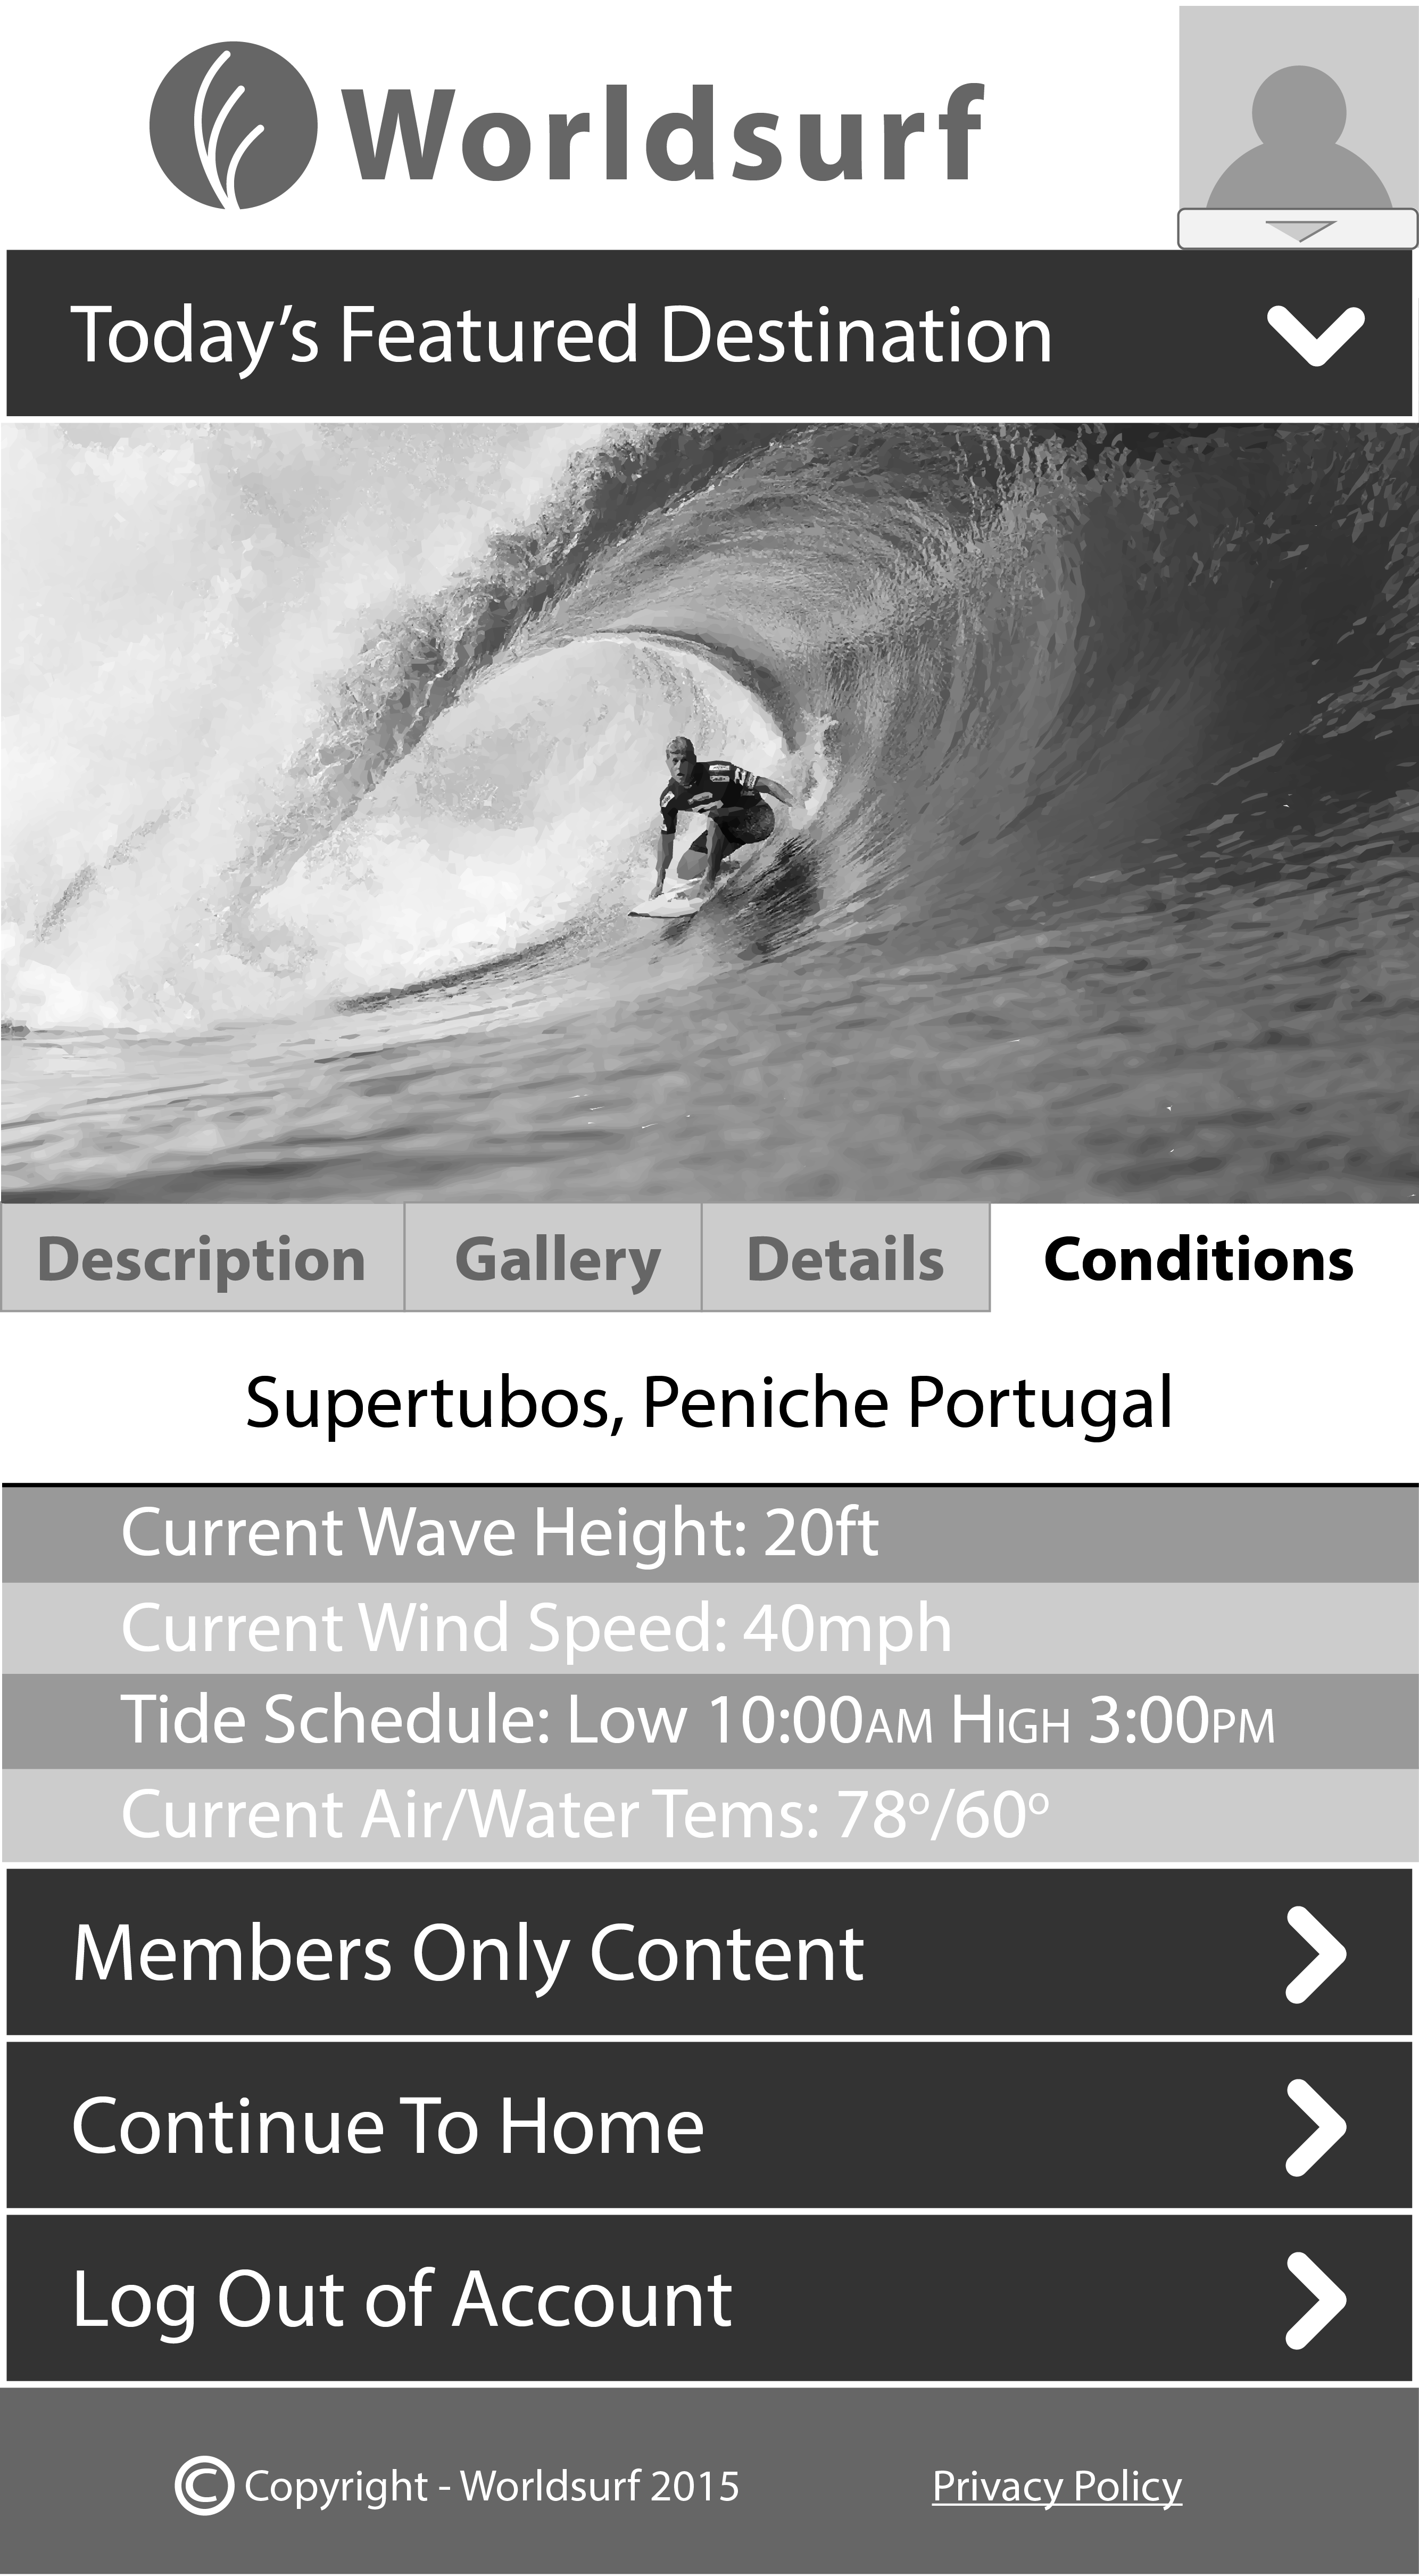 Worldsurf
Today’s Featured Destination
Description Gallery Details Conditions
Supertubos, Peniche Portugal
Current Wave Height: 20ft
Current Wind Speed: 40mph
Tide Schedule: Low 10:00AM HIGH 3:00PM
Current Air/Water Tems: 78º/60º
Members Only Content
Continue To Home
Log Out of Account
© Copyright - Worldsurf 2015 Privacy Policy